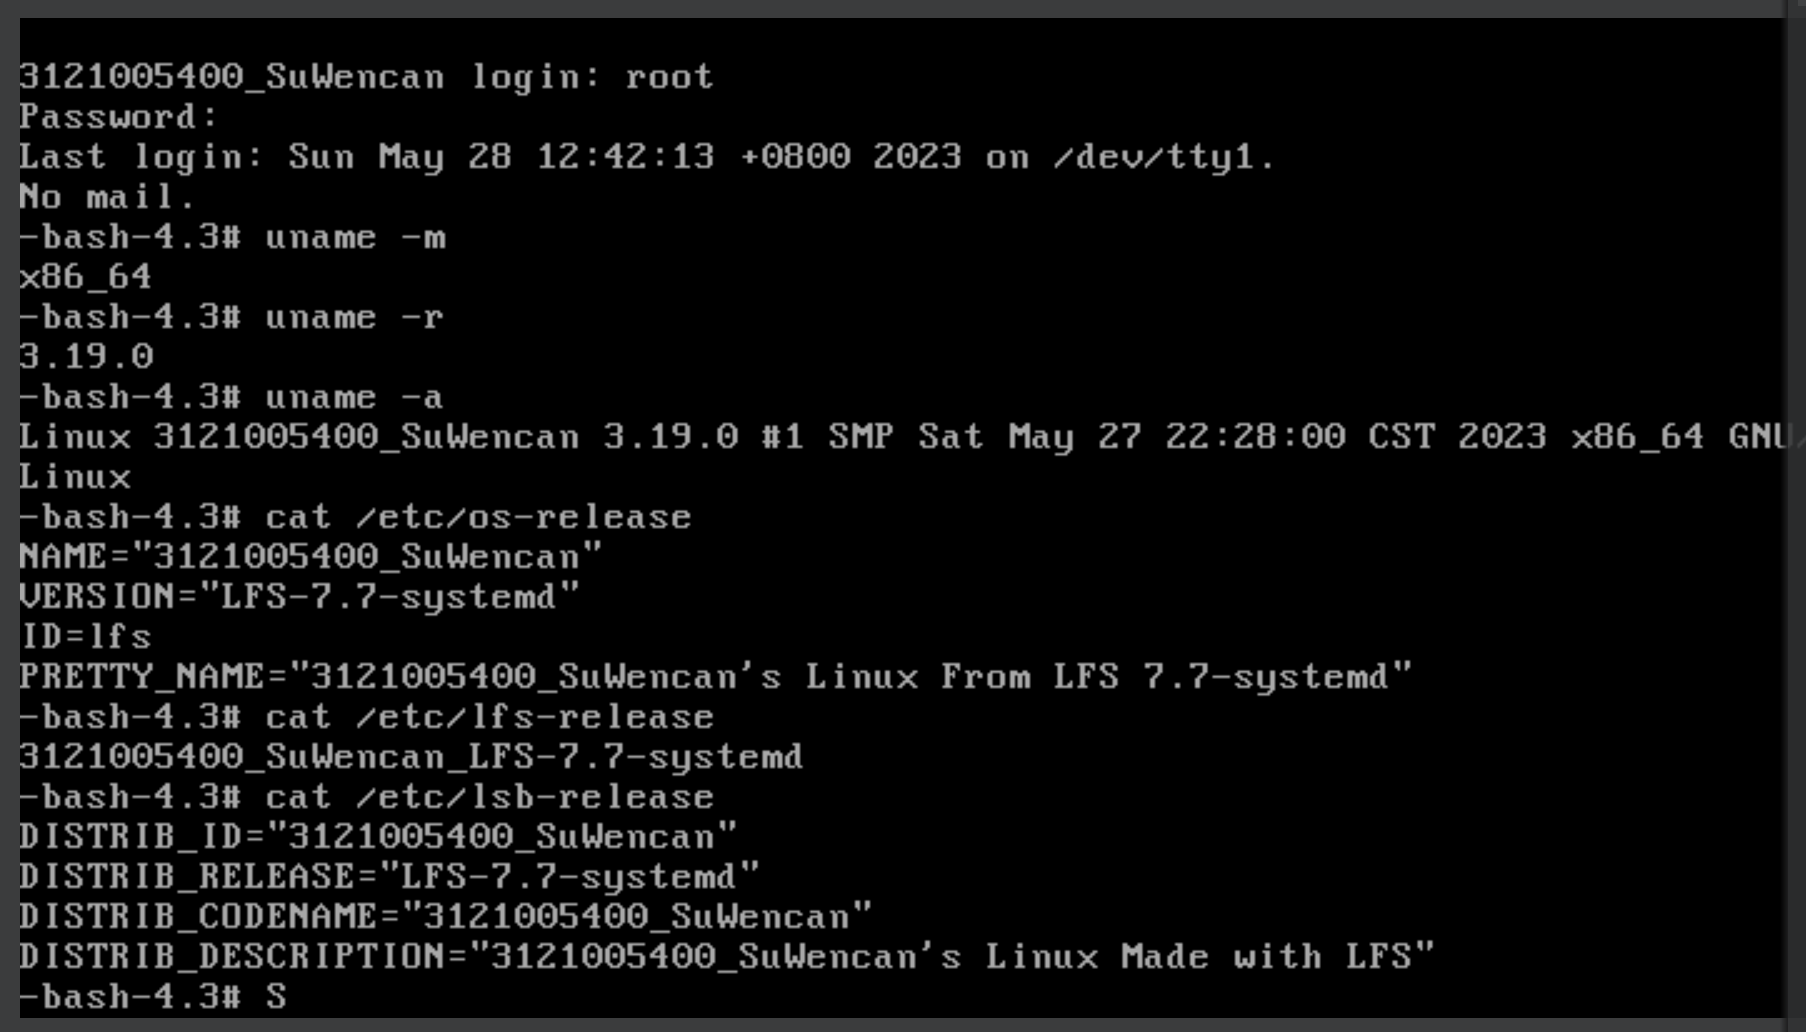 3121005400_SuWencan login: root
Password:
Last login: Sun May 28 12:42:13 +0800 2023 on /dev/tty1.
No mail.
-bash-4.3# uname -m
x86_64
-bash-4.3# uname -r
3.19.0
-bash-4.3# uname -a
Linux 3121005400_SuWencan 3.19.0 #1 SMP Sat May 27 22:28:00 CST 2023 x86_64 GNU/
Linux
-bash-4.3# cat /etc/os-release
NAME="3121005400_SuWencan"
VERSION="LFS-7.7-systemd"
ID=lfs
PRETTY_NAME="3121005400_SuWencan's Linux From LFS 7.7-systemd"
-bash-4.3# cat /etc/lfs-release
3121005400_SuWencan_LFS-7.7-systemd
-bash-4.3# cat /etc/lsb-release
DISTRIB_ID="3121005400_SuWencan"
DISTRIB_RELEASE="LFS-7.7-systemd"
DISTRIB_CODENAME="3121005400_SuWencan"
DISTRIB_DESCRIPTION="3121005400_SuWencan's Linux Made with LFS"
-bash-4.3# S